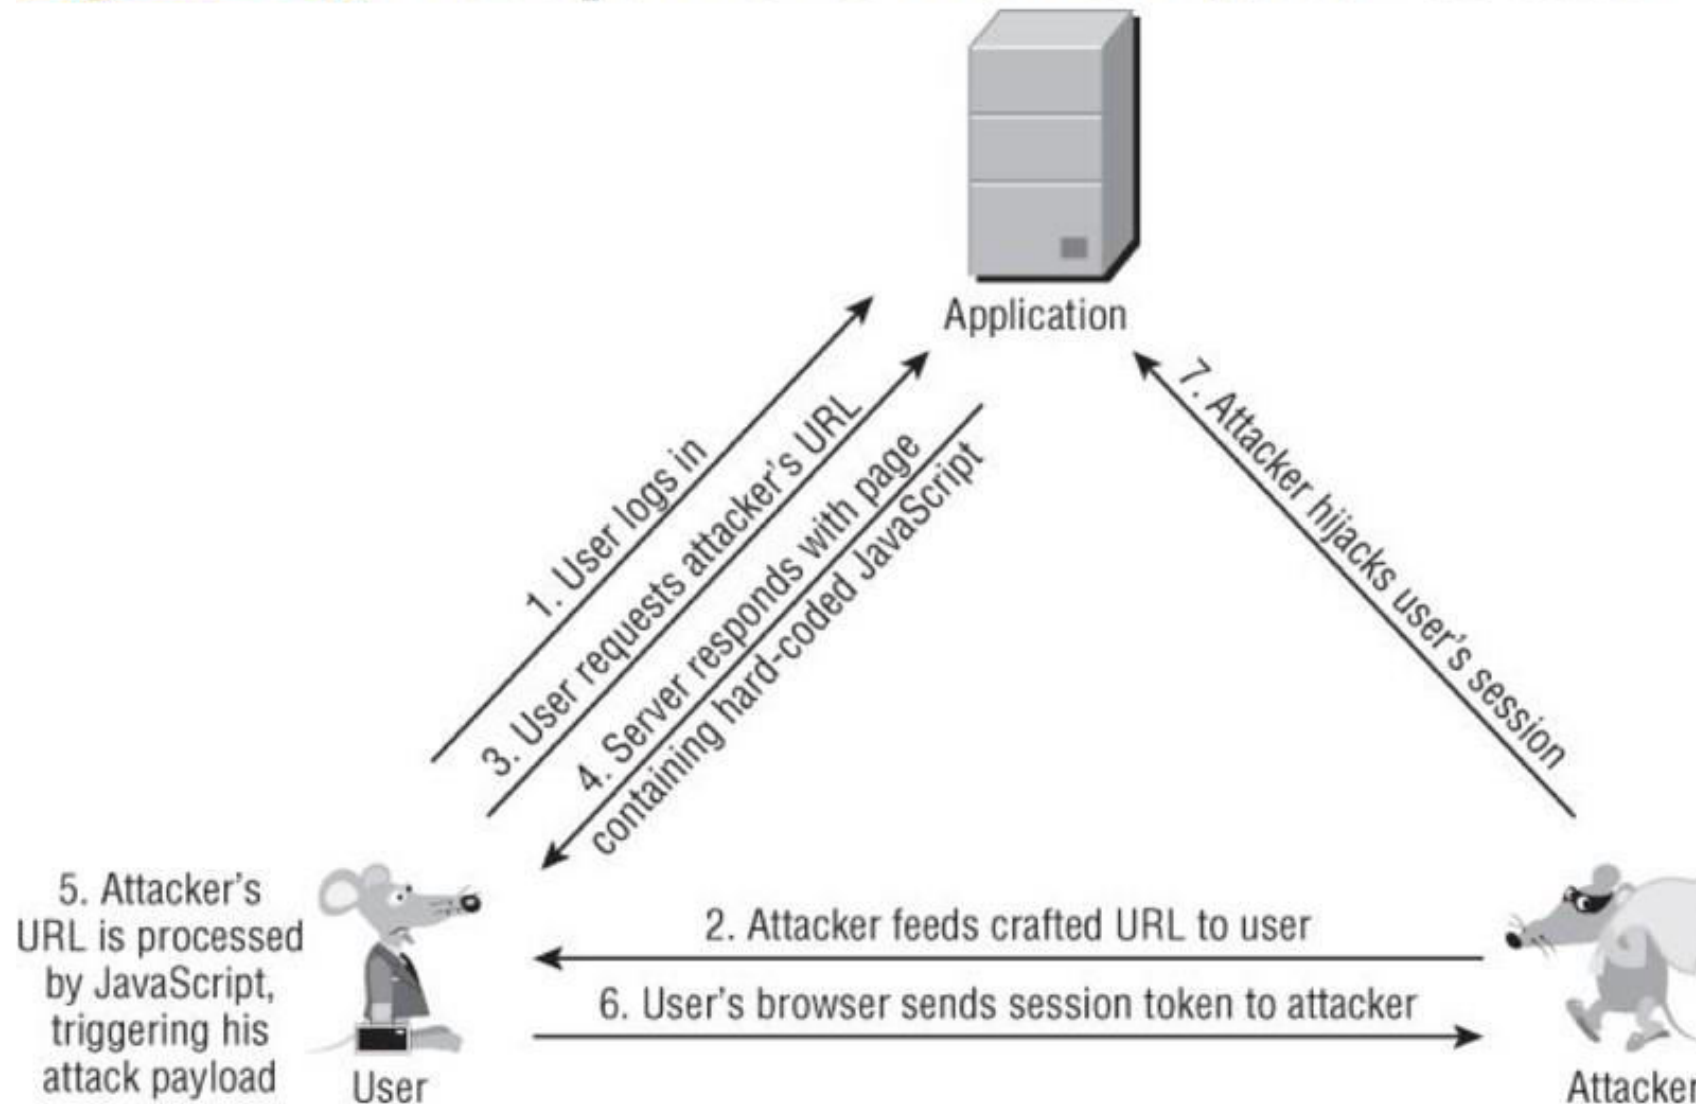 Application
1. User logs in
3. User requests attacker's URL
4. Server responds with page
containing hard-coded JavaScript
7. Attacker hijacks user's session
5. Attacker's
URL is processed
by JavaScript,
triggering his
attack payload
2. Attacker feeds crafted URL to user
6. User's browser sends session token to attacker
User
Attacker